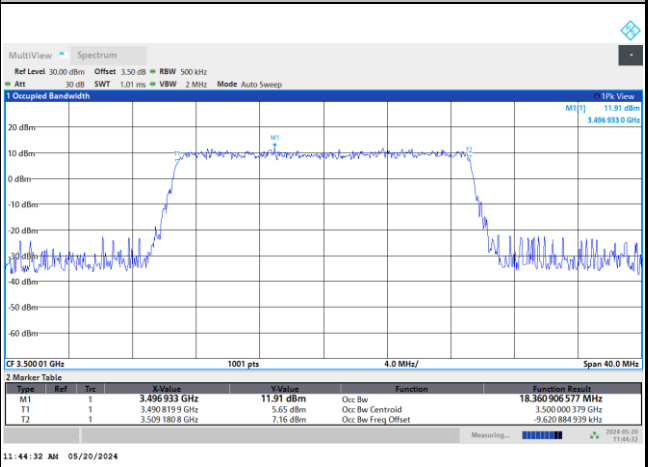 MultiView Spectrum
Ref Level 30.00 dBm Offset 3.50 dB RBW 500 kHz
Att 30 dB SWT 1.01 ms VBW 2 MHz Mode Auto Sweep
1 Occupied Bandwidth 1Pk View
M1[1] 11.91 dBm
3.496 933 0 GHz
20 dBm
M1
T1
T2
10 dBm
0 dBm
-10 dBm
-20 dBm
-30 dBm
-40 dBm
-50 dBm
-60 dBm
CF 3.500 01 GHz 1001 pts 4.0 MHz/ Span 40.0 MHz
2 Marker Table
Type Ref Trc X-Value Y-Value Function Function Result
M1 1 3.496 933 GHz 11.91 dBm Occ Bw 18.360 906 577 MHz
T1 1 3.490 819 9 GHz 5.65 dBm Occ Bw Centroid 3.500 000 379 GHz
T2 1 3.509 180 8 GHz 7.16 dBm Occ Bw Freq Offset -9.620 884 939 kHz
Measuring... 2024-05-20
11:44:32
11:44:32 AM 05/20/2024